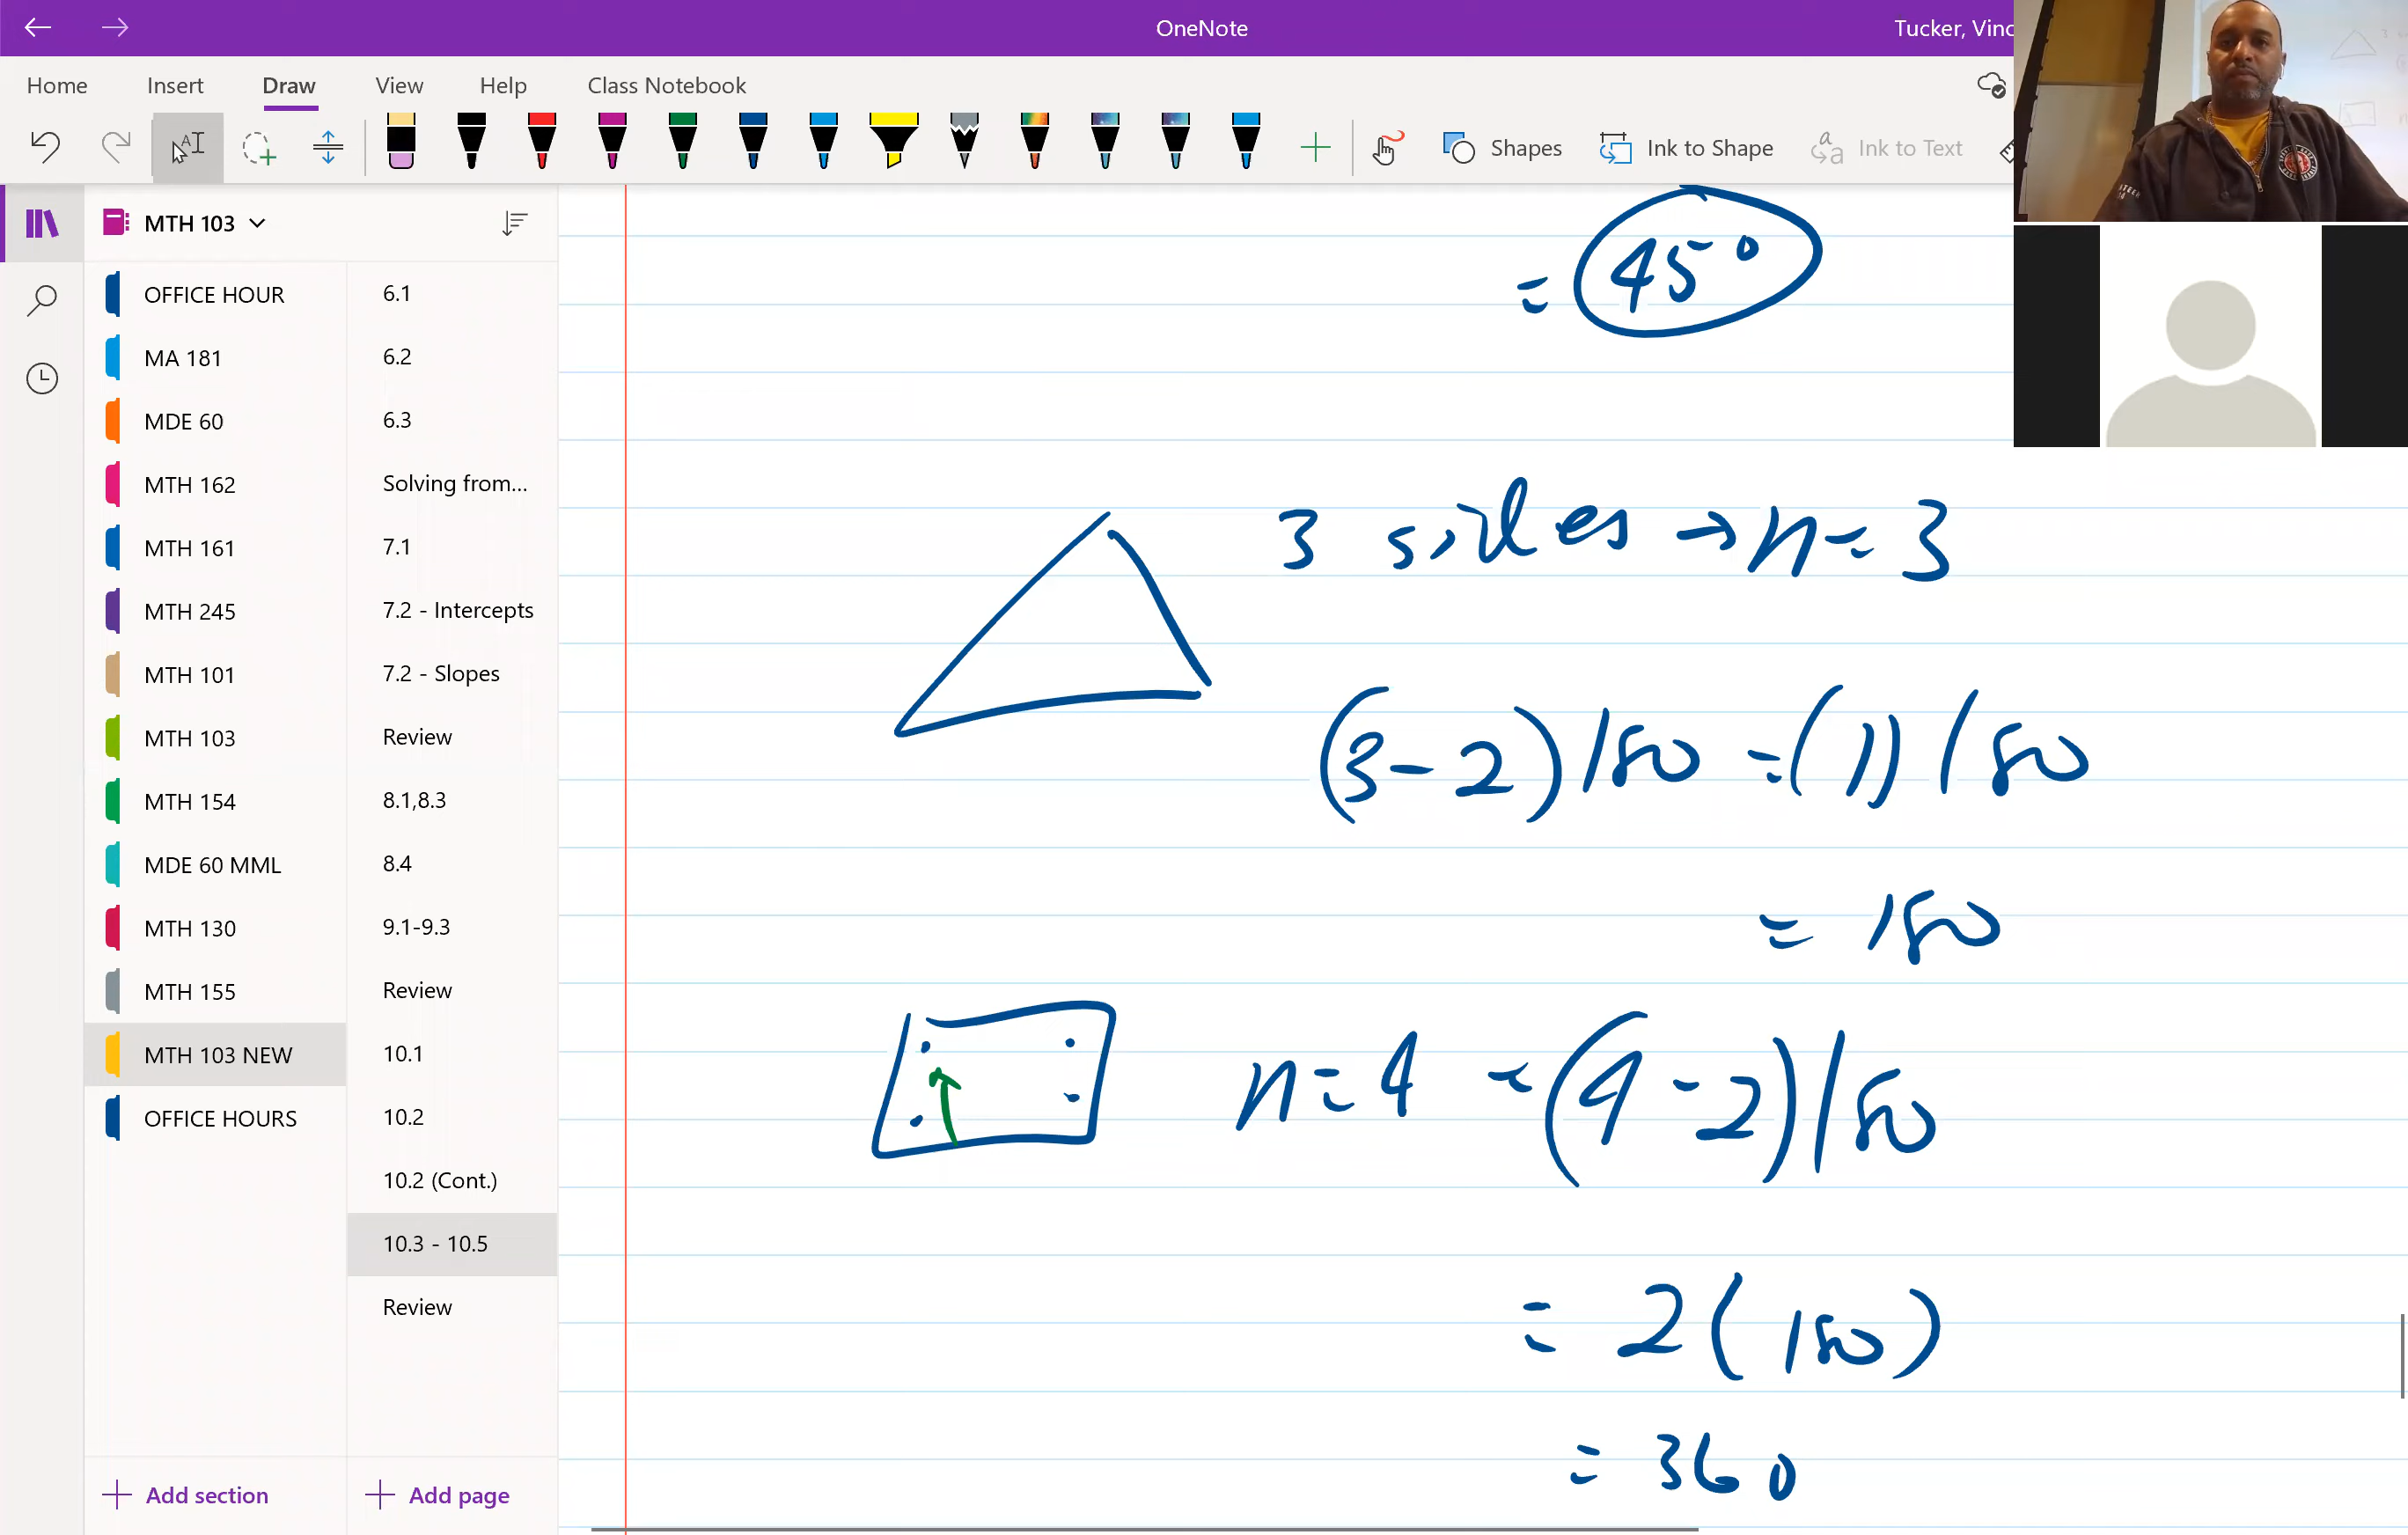 OneNote
Tucker, Vinc
Home Insert Draw View Help Class Notebook
Shapes Ink to Shape Ink to Text
MTH 103
OFFICE HOUR
MA 181
MDE 60
MTH 162
MTH 161
MTH 245
MTH 101
MTH 103
MTH 154
MDE 60 MML
MTH 130
MTH 155
MTH 103 NEW
OFFICE HOURS
Add section
6.1
6.2
6.3
Solving from...
7.1
7.2 - Intercepts
7.2 - Slopes
Review
8.1,8.3
8.4
9.1-9.3
Review
10.1
10.2
10.2 (Cont.)
10.3 - 10.5
Review
Add page
= 45°
3 sides → n = 3
(3-2)180 = (1)180
= 180
n = 4 = (4-2)180
= 2(180)
= 360